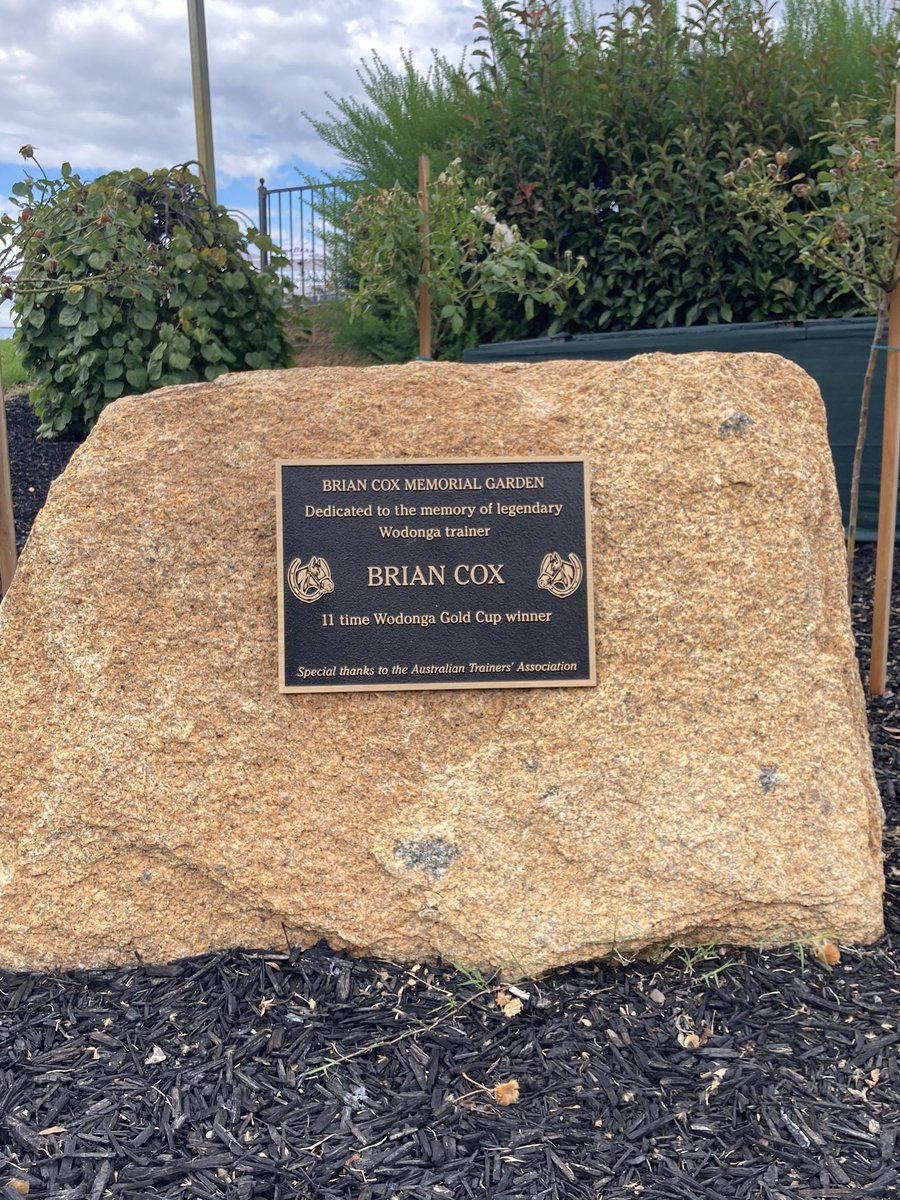 BRIAN COX MEMORIAL GARDEN
Dedicated to the memory of legendary
Wodonga trainer
BRIAN COX
11 time Wodonga Gold Cup winner
Special thanks to the Australian Trainers' Association